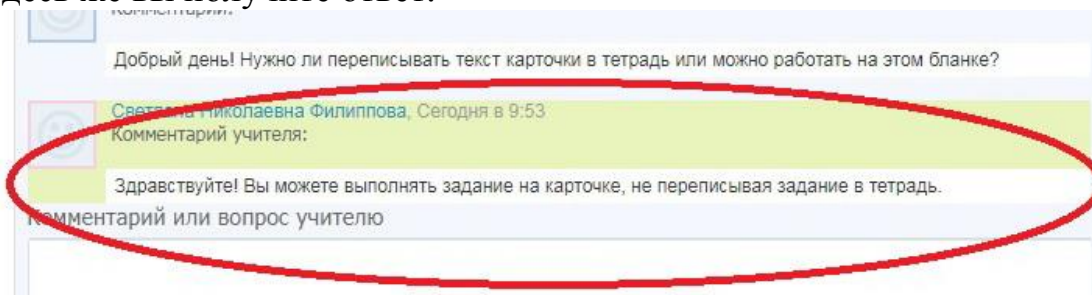 Добрый день! Нужно ли переписывать текст карточки в тетрадь или можно работать на этом бланке?
Светлана Николаевна Филиппова, Сегодня в 9:53
Комментарий учителя:
Здравствуйте! Вы можете выполнять задание на карточке, не переписывая задание в тетрадь.
Комментарий или вопрос учителю